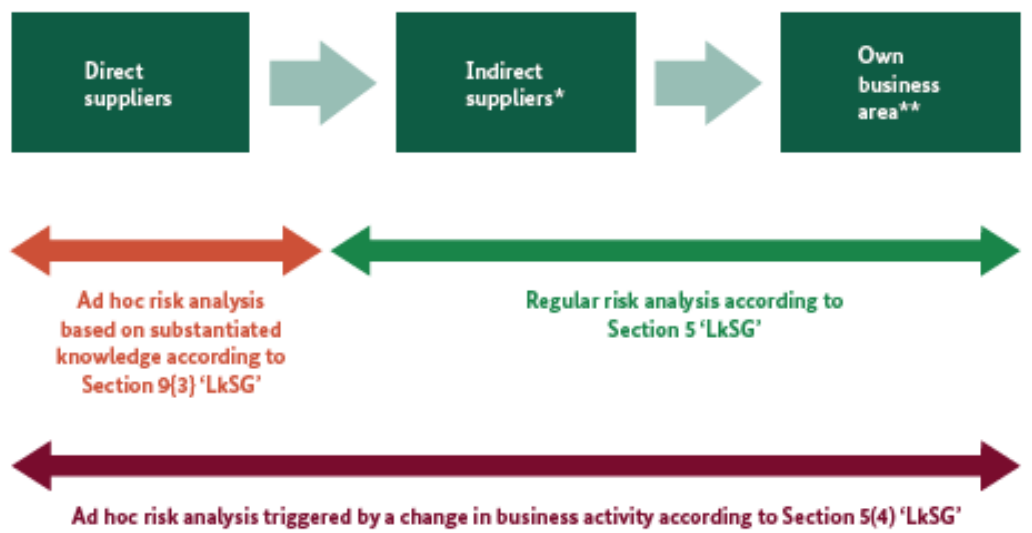 Direct
suppliers
Indirect
suppliers*
Own
business
area**
Ad hoc risk analysis
based on substantiated
knowledge according to
Section 9(3) ‘LkSG’
Regular risk analysis according to
Section 5 ‘LkSG’
Ad hoc risk analysis triggered by a change in business activity according to Section 5(4) ‘LkSG’